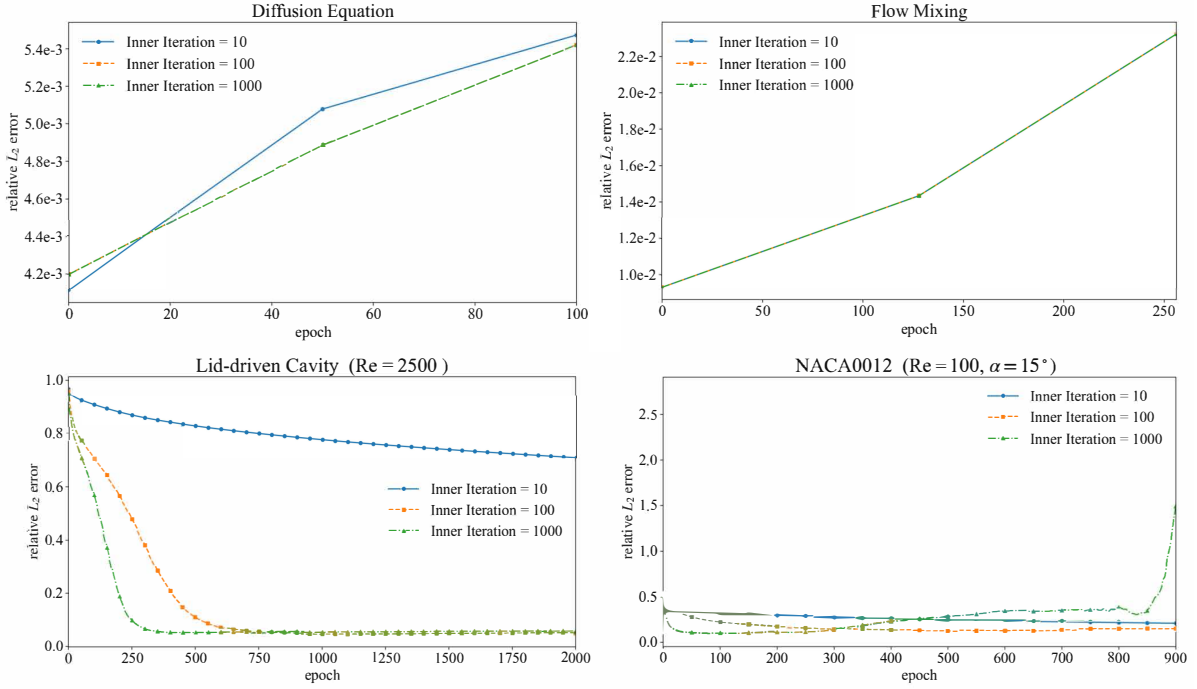 Diffusion Equation
Inner Iteration = 10
Inner Iteration = 100
Inner Iteration = 1000
5.4e-3
5.2e-3
5.0e-3
4.8e-3
4.6e-3
4.4e-3
4.2e-3
relative L₂ error
0 20 40 60 80 100
epoch
Flow Mixing
Inner Iteration = 10
Inner Iteration = 100
Inner Iteration = 1000
2.2e-2
2.0e-2
1.8e-2
1.6e-2
1.4e-2
1.2e-2
1.0e-2
relative L₂ error
0 50 100 150 200 250
epoch
Lid-driven Cavity (Re = 2500 )
1.0
0.8
0.6
0.4
0.2
0.0
relative L₂ error
Inner Iteration = 10
Inner Iteration = 100
Inner Iteration = 1000
0 250 500 750 1000 1250 1500 1750 2000
epoch
NACA0012 (Re = 100, α = 15°)
Inner Iteration = 10
Inner Iteration = 100
Inner Iteration = 1000
2.5
2.0
1.5
1.0
0.5
0.0
relative L₂ error
0 100 200 300 400 500 600 700 800 900
epoch